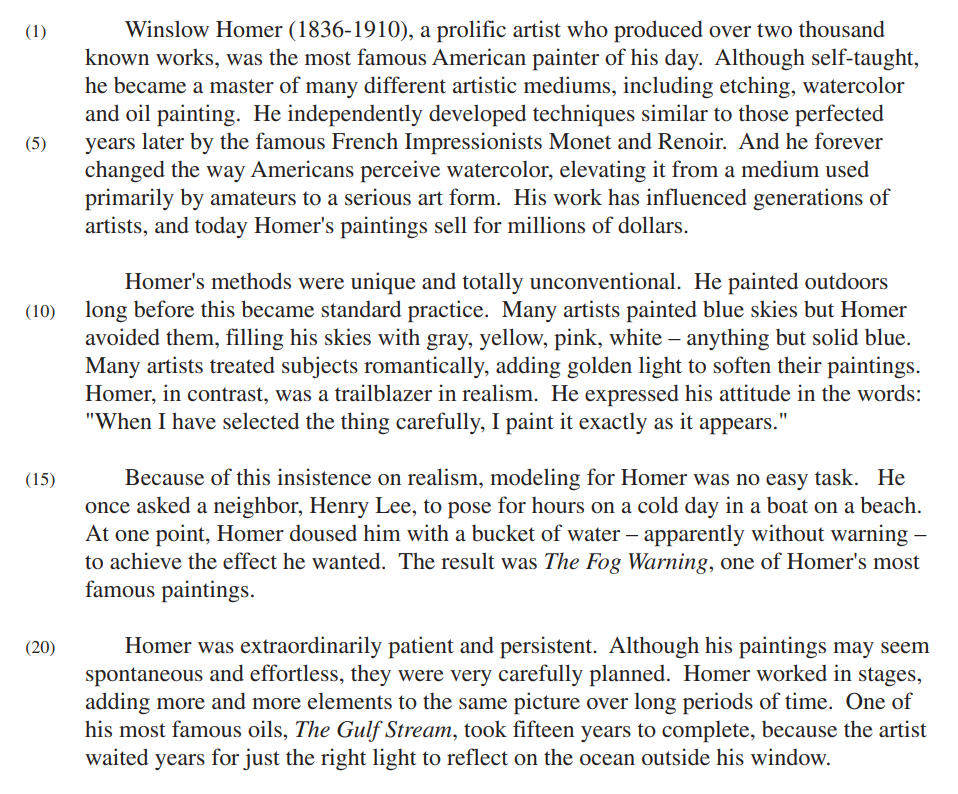 (1) Winslow Homer (1836-1910), a prolific artist who produced over two thousand
known works, was the most famous American painter of his day. Although self-taught,
he became a master of many different artistic mediums, including etching, watercolor
and oil painting. He independently developed techniques similar to those perfected
(5) years later by the famous French Impressionists Monet and Renoir. And he forever
changed the way Americans perceive watercolor, elevating it from a medium used
primarily by amateurs to a serious art form. His work has influenced generations of
artists, and today Homer's paintings sell for millions of dollars.
Homer's methods were unique and totally unconventional. He painted outdoors
(10) long before this became standard practice. Many artists painted blue skies but Homer
avoided them, filling his skies with gray, yellow, pink, white – anything but solid blue.
Many artists treated subjects romantically, adding golden light to soften their paintings.
Homer, in contrast, was a trailblazer in realism. He expressed his attitude in the words:
"When I have selected the thing carefully, I paint it exactly as it appears."
(15) Because of this insistence on realism, modeling for Homer was no easy task. He
once asked a neighbor, Henry Lee, to pose for hours on a cold day in a boat on a beach.
At one point, Homer doused him with a bucket of water – apparently without warning –
to achieve the effect he wanted. The result was The Fog Warning, one of Homer's most
famous paintings.
(20) Homer was extraordinarily patient and persistent. Although his paintings may seem
spontaneous and effortless, they were very carefully planned. Homer worked in stages,
adding more and more elements to the same picture over long periods of time. One of
his most famous oils, The Gulf Stream, took fifteen years to complete, because the artist
waited years for just the right light to reflect on the ocean outside his window.